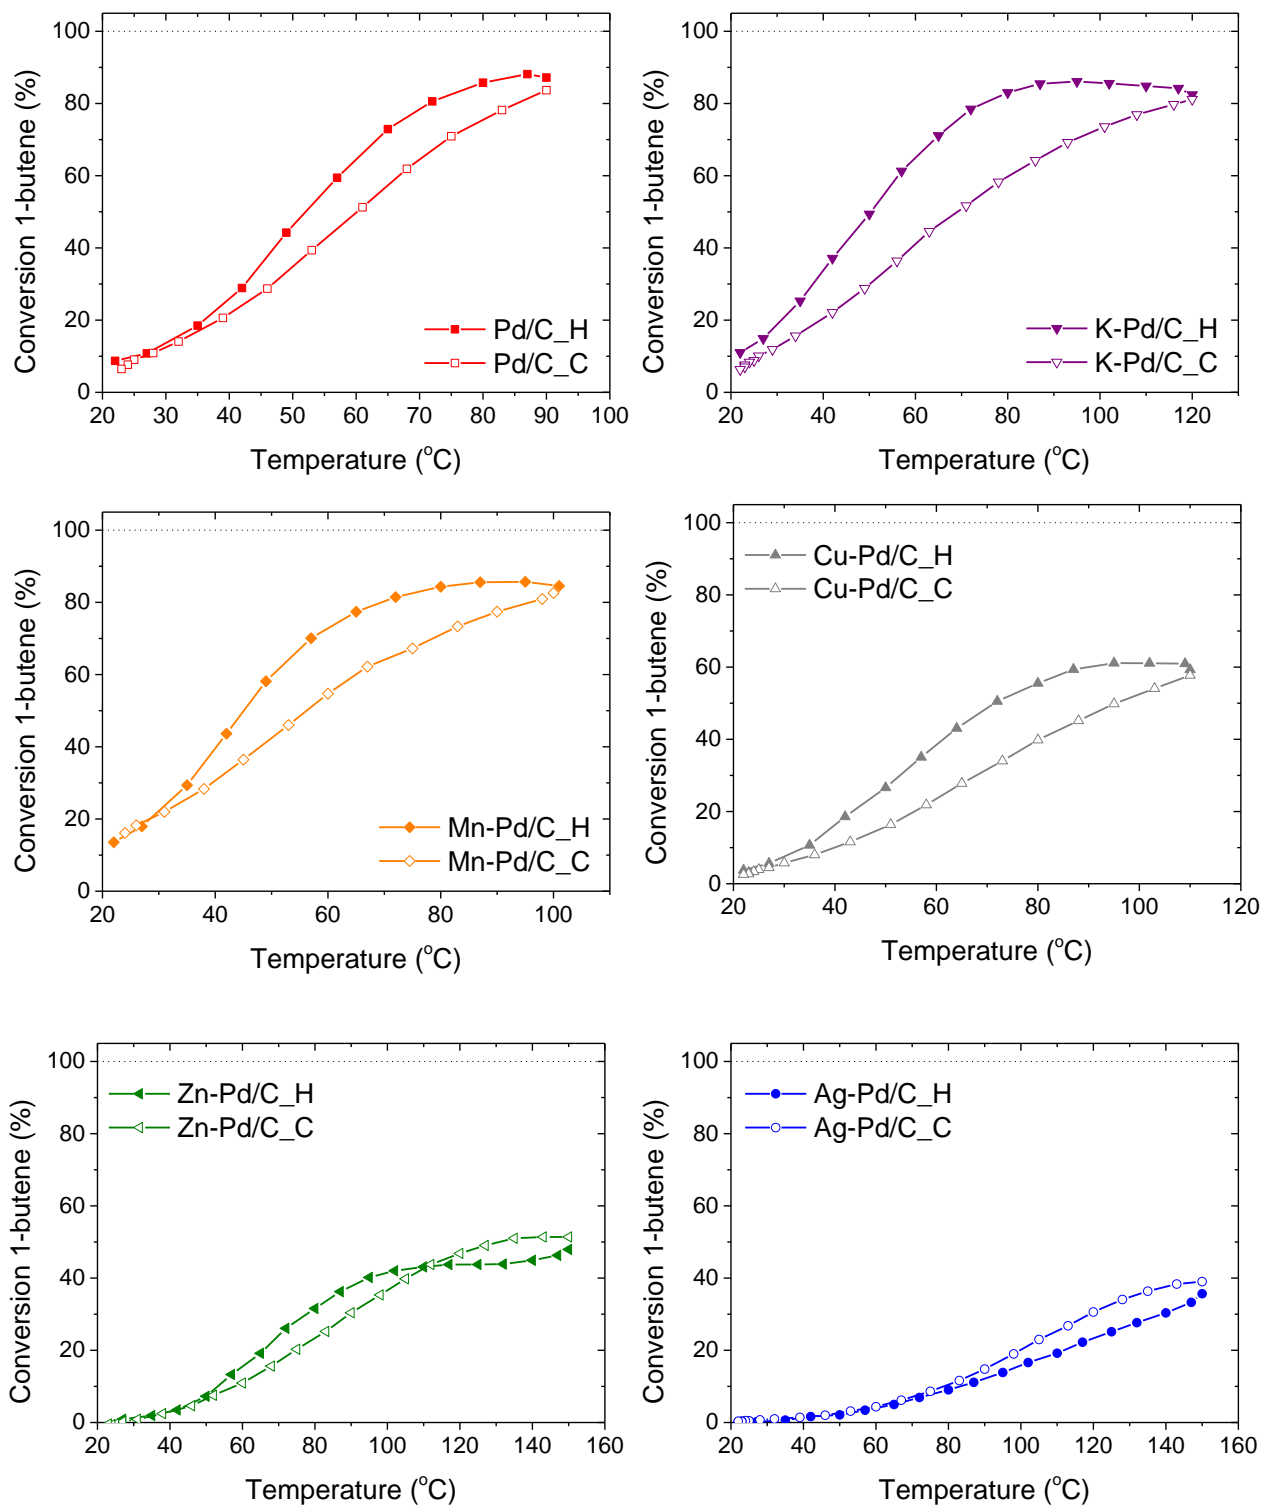 Conversion 1-butene (%)
100
80
60
40
20
0
Pd/C_H
Pd/C_C
20 30 40 50 60 70 80 90 100
Temperature (°C)
Conversion 1-butene (%)
100
80
60
40
20
0
K-Pd/C_H
K-Pd/C_C
20 40 60 80 100 120
Temperature (°C)
Conversion 1-butene (%)
100
80
60
40
20
0
Mn-Pd/C_H
Mn-Pd/C_C
20 40 60 80 100
Temperature (°C)
Conversion 1-butene (%)
100
80
60
40
20
0
Cu-Pd/C_H
Cu-Pd/C_C
20 40 60 80 100 120
Temperature (°C)
Conversion 1-butene (%)
100
80
60
40
20
0
Zn-Pd/C_H
Zn-Pd/C_C
20 40 60 80 100 120 140 160
Temperature (°C)
Conversion 1-butene (%)
100
80
60
40
20
0
Ag-Pd/C_H
Ag-Pd/C_C
20 40 60 80 100 120 140 160
Temperature (°C)